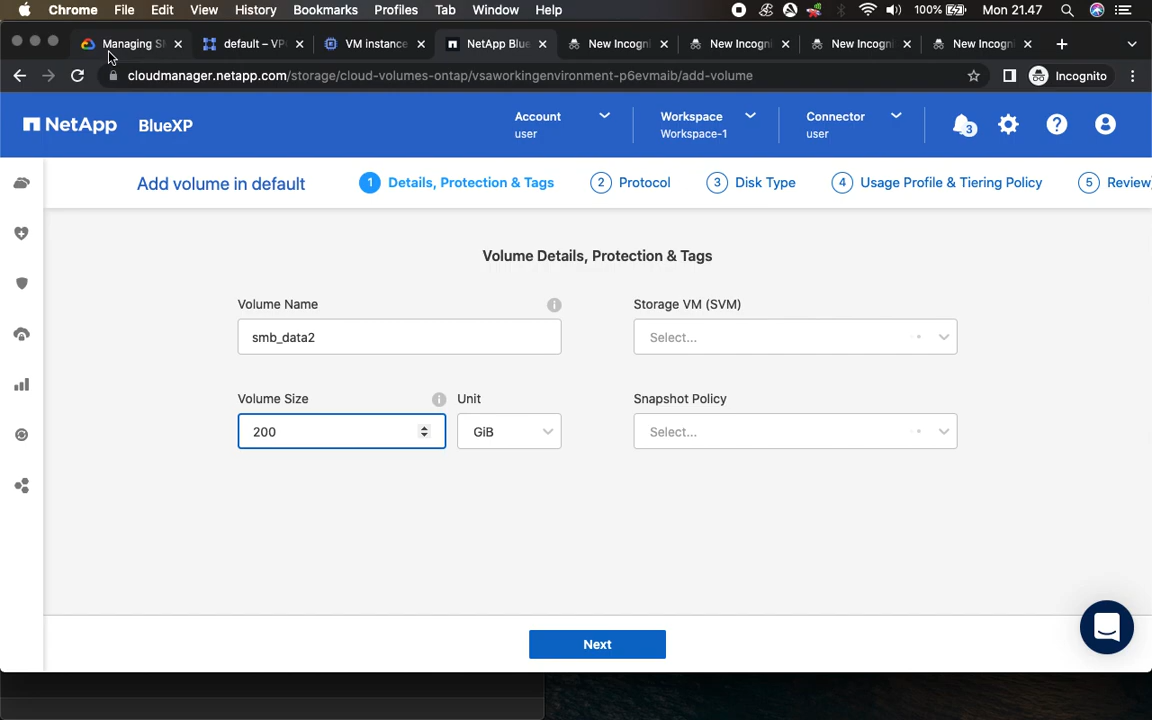 Chrome File Edit View History Bookmarks Profiles Tab Window Help 100% Mon 21.47
Managing S default – VP VM instance NetApp Blue New Incogni New Incogni New Incogni New Incogni
cloudmanager.netapp.com/storage/cloud-volumes-ontap/vsaworkingenvironment-p6evmaib/add-volume Incognito
NetApp BlueXP
Account
user
Workspace
Workspace-1
Connector
user
3
Add volume in default 1 Details, Protection & Tags 2 Protocol 3 Disk Type 4 Usage Profile & Tiering Policy 5 Review
Volume Details, Protection & Tags
Volume Name
smb_data2
Storage VM (SVM)
Select...
Volume Size
200
Unit
GiB
Snapshot Policy
Select...
Next